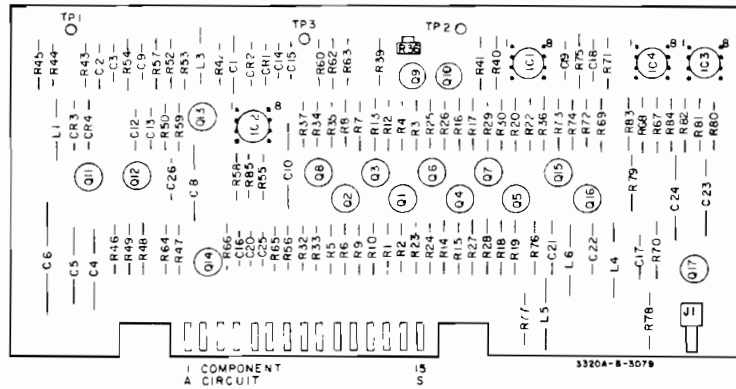 TP1 TP3 TP2
R45 R44 R43 C2 C3 R54 C9 R57 R52 R53 L3 R42 C1 CR2 CR1 C14 C15 R60 R62 R63 R39 R38 Q9 Q10 R41 R40 1 IC1 8 C19 R75 C18 R71 1 IC4 8 1 IC3 8
L1 CR3 CR4 C12 C13 R50 R59 Q13 IC2 8 R37 R34 R35 R8 R7 R13 R12 R4 R3 R25 R26 R16 R17 R29 R30 R20 R22 R36 R73 R74 R72 R69 R83 R68 R67 R84 R82 R81 R80
Q11 Q12 C26 C8 R58 R85 R55 C10 Q8 Q2 Q3 Q1 Q6 Q4 Q7 Q5 Q15 Q16 R79 C24 C23
C6 C5 C4 R46 R49 R48 R64 R47 Q14 R66 C16 C20 C25 R65 R56 R32 R33 R5 R6 R9 R10 R1 R2 R23 R24 R14 R15 R27 R28 R18 R19 R76 C21 L6 C22 L4 C17 R70 Q17
R77 L5 R78 J1
1 COMPONENT 15
A CIRCUIT S
3320A-B-3079